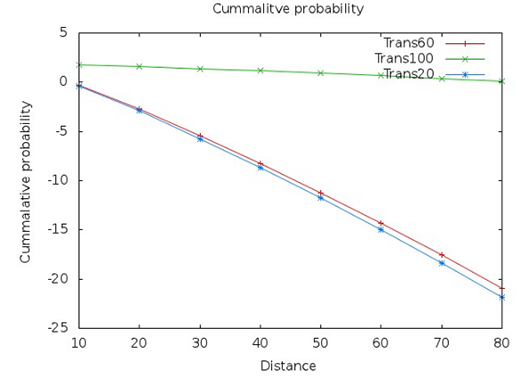 Cummalitve probability
Trans60
Trans100
Trans20
5
0
-5
-10
-15
-20
-25
Cummalative probability
10 20 30 40 50 60 70 80
Distance